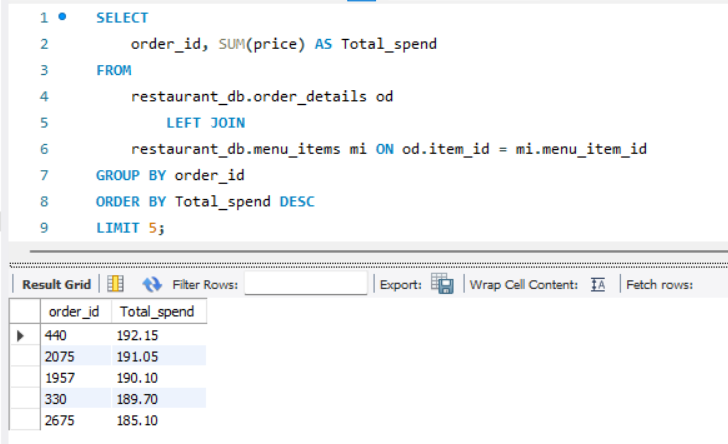 1 SELECT
2 order_id, SUM(price) AS Total_spend
3 FROM
4 restaurant_db.order_details od
5 LEFT JOIN
6 restaurant_db.menu_items mi ON od.item_id = mi.menu_item_id
7 GROUP BY order_id
8 ORDER BY Total_spend DESC
9 LIMIT 5;
Result Grid Filter Rows: Export: Wrap Cell Content: IA Fetch rows:
order_id Total_spend
440 192.15
2075 191.05
1957 190.10
330 189.70
2675 185.10